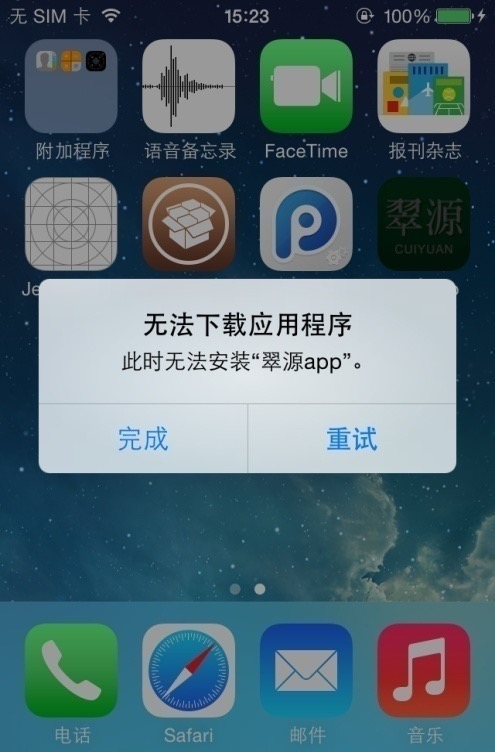 无 SIM 卡
15:23
100%
附加程序
语音备忘录
FaceTime
报刊杂志
翠源
CUIYUAN
无法下载应用程序
此时无法安装“翠源app”。
完成
重试
电话
Safari
邮件
音乐